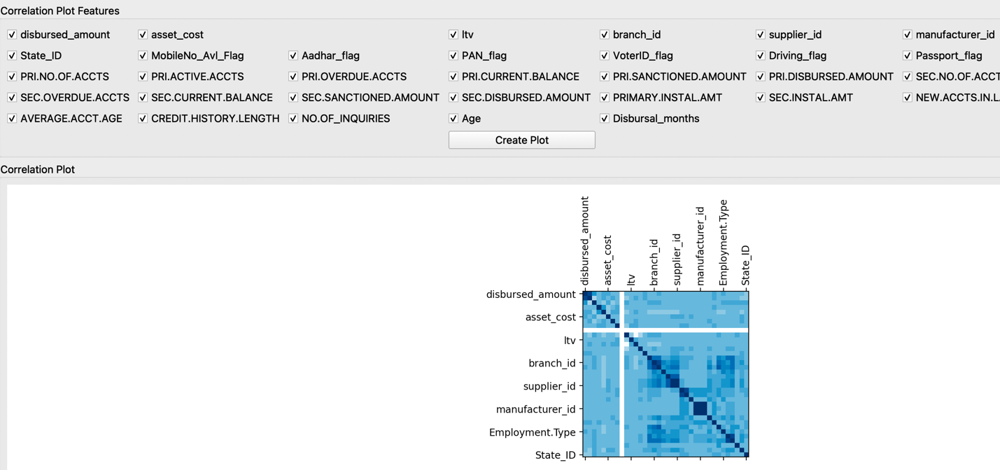 Correlation Plot Features
disbursed_amount asset_cost ltv branch_id supplier_id manufacturer_id
State_ID MobileNo_Avl_Flag Aadhar_flag PAN_flag VoterID_flag Driving_flag Passport_flag
PRI.NO.OF.ACCTS PRI.ACTIVE.ACCTS PRI.OVERDUE.ACCTS PRI.CURRENT.BALANCE PRI.SANCTIONED.AMOUNT PRI.DISBURSED.AMOUNT SEC.NO.OF.ACCT
SEC.OVERDUE.ACCTS SEC.CURRENT.BALANCE SEC.SANCTIONED.AMOUNT SEC.DISBURSED.AMOUNT PRIMARY.INSTAL.AMT SEC.INSTAL.AMT NEW.ACCTS.IN.L
AVERAGE.ACCT.AGE CREDIT.HISTORY.LENGTH NO.OF_INQUIRIES Age Disbursal_months
Create Plot
Correlation Plot
disbursed_amount
asset_cost
ltv
branch_id
supplier_id
manufacturer_id
Employment.Type
State_ID
disbursed_amount
asset_cost
ltv
branch_id
supplier_id
manufacturer_id
Employment.Type
State_ID